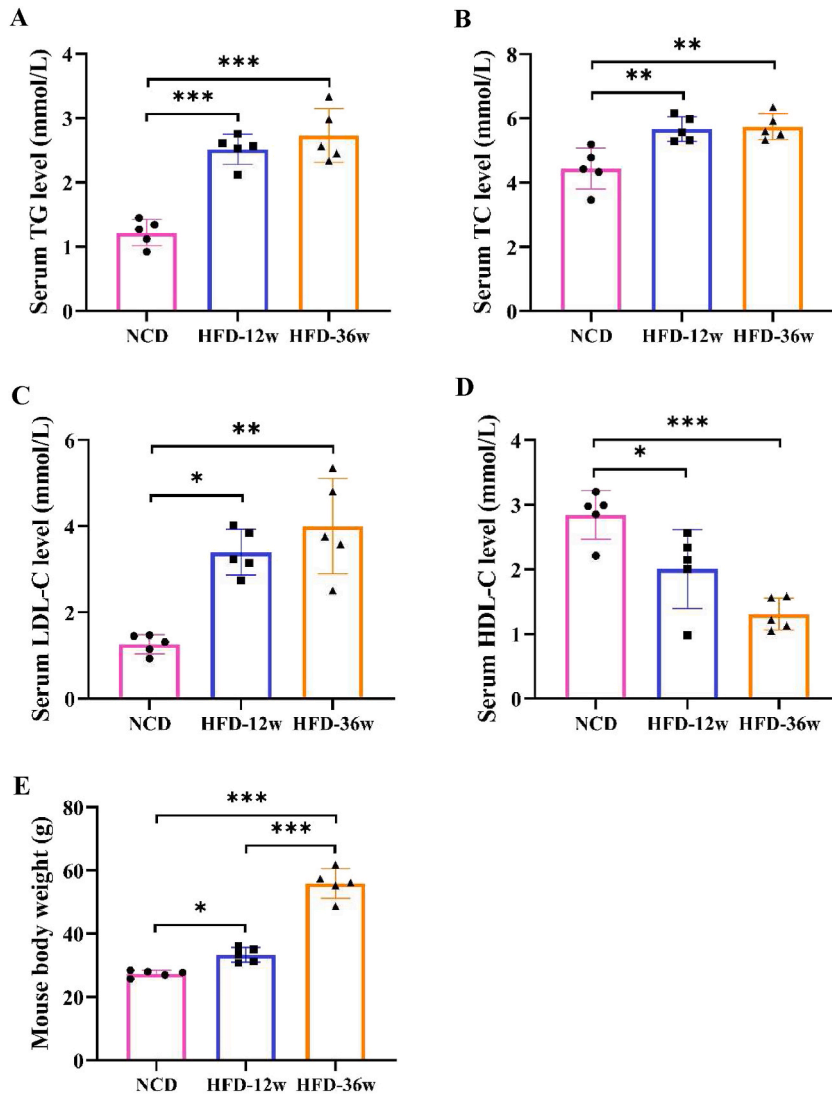 A
Serum TG level (mmol/L)
4
3
2
1
0
***
***
NCD
HFD-12w
HFD-36w
B
Serum TC level (mmol/L)
8
6
4
2
0
**
**
NCD
HFD-12w
HFD-36w
C
Serum LDL-C level (mmol/L)
6
4
2
0
**
*
NCD
HFD-12w
HFD-36w
D
Serum HDL-C level (mmol/L)
4
3
2
1
0
***
*
NCD
HFD-12w
HFD-36w
E
Mouse body weight (g)
80
60
40
20
0
***
***
*
NCD
HFD-12w
HFD-36w